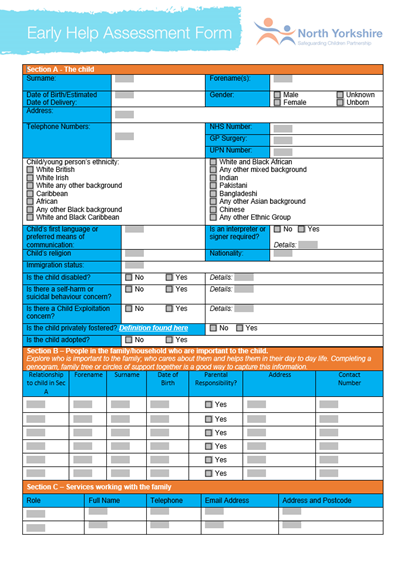 Early Help Assessment Form
North Yorkshire
Safeguarding Children Partnership
Section A - The child
Surname: Forename(s):
Date of Birth/Estimated Date of Delivery: Gender: Male Unknown
Female Unborn
Address:
Telephone Numbers: NHS Number:
GP Surgery:
UPN Number:
Child/young person's ethnicity:
White British
White Irish
White any other background
Caribbean
African
Any other Black background
White and Black Caribbean
White and Black African
Any other mixed background
Indian
Pakistani
Bangladeshi
Any other Asian background
Chinese
Any other Ethnic Group
Child's first language or
preferred means of
communication:
Is an interpreter or
signer required?
No Yes
Details:
Child's religion Nationality:
Immigration status:
Is the child disabled? No Yes Details:
Is there a self-harm or
suicidal behaviour concern?
No Yes Details:
Is there a Child Exploitation
concern?
No Yes Details:
Is the child privately fostered? Definition found here No Yes
Is the child adopted? No Yes
Section B – People in the family/household who are important to the child.
Explore who is important to the family; who cares about them and helps them in their day to day life. Completing a
genogram, family tree or circles of support together is a good way to capture this information.
Relationship
to child in Sec
A
Forename
Surname
Date of
Birth
Parental
Responsibility?
Address
Contact
Number
Yes
Yes
Yes
Yes
Yes
Yes
Section C – Services working with the family
Role Full Name Telephone Email Address Address and Postcode